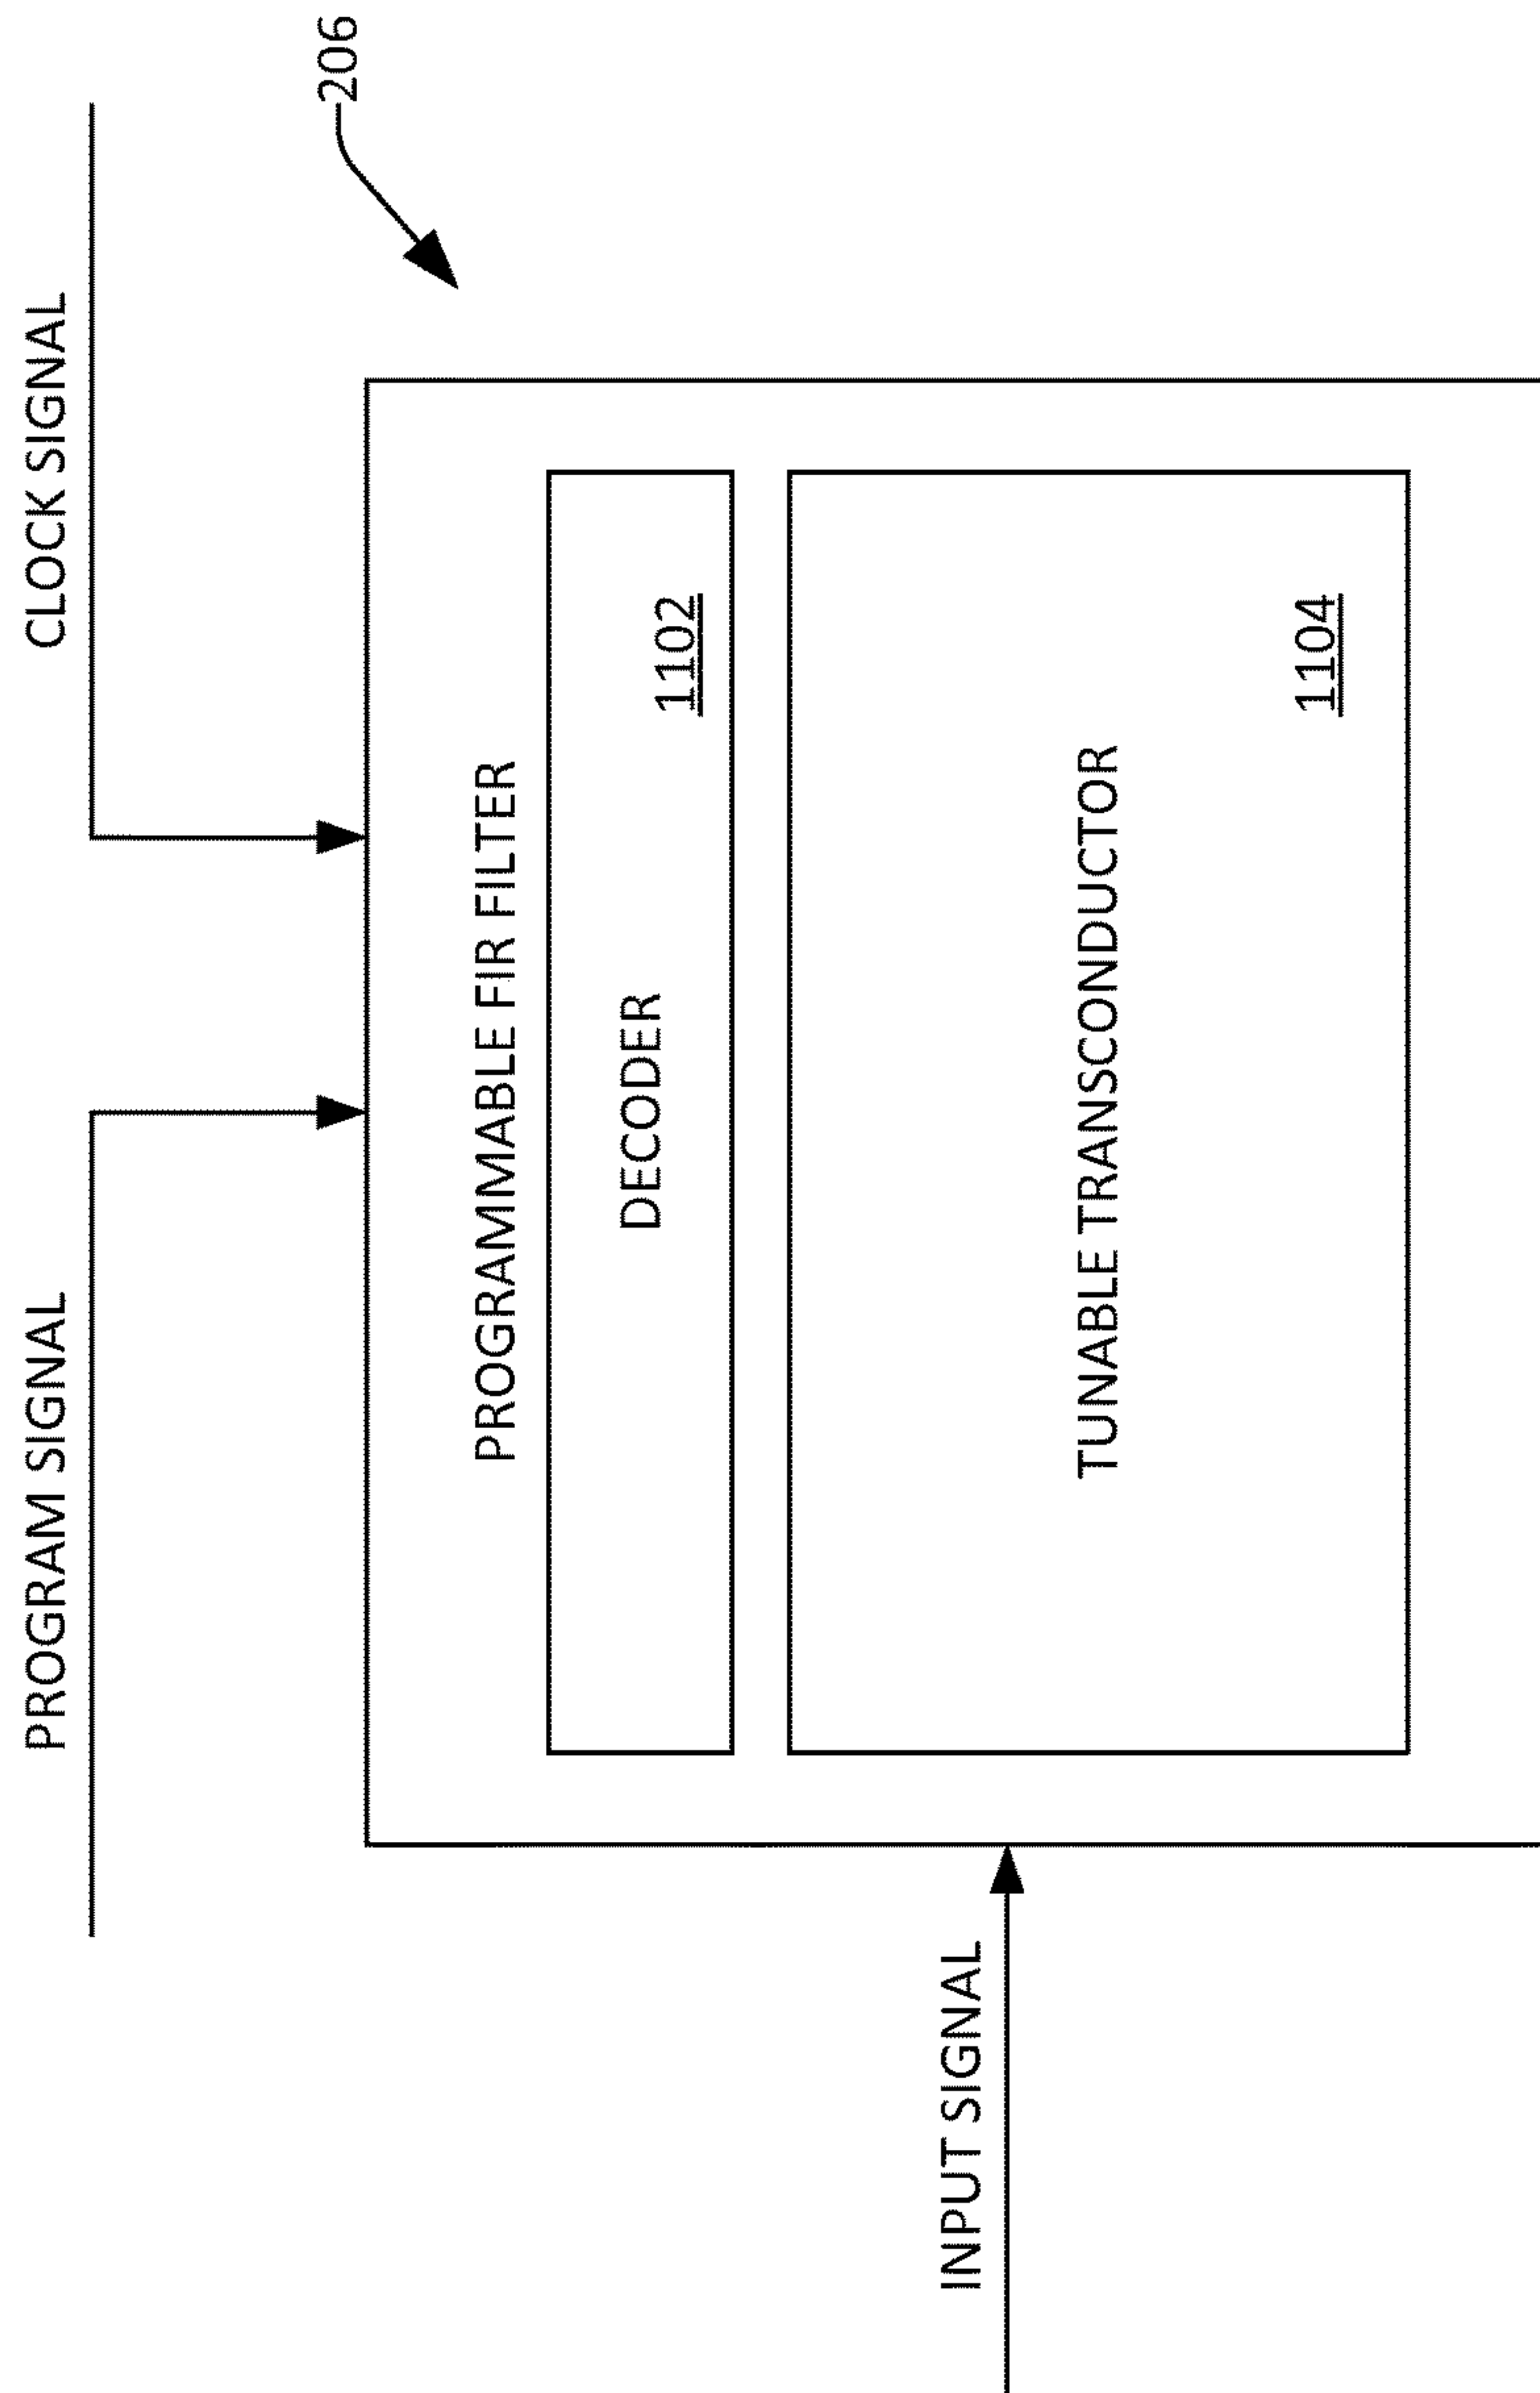 PROGRAM SIGNAL
CLOCK SIGNAL
206
PROGRAMMABLE FIR FILTER
DECODER
1102
INPUT SIGNAL
TUNABLE TRANSCONDUCTOR
1104